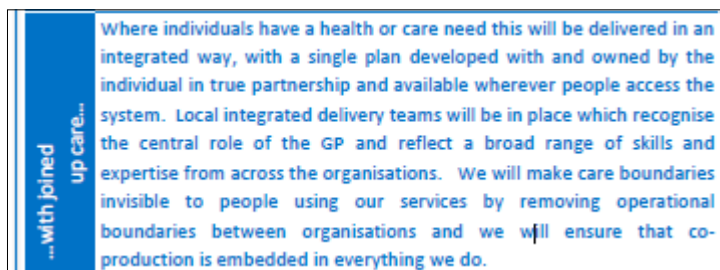 ...with joined
up care...
Where individuals have a health or care need this will be delivered in an
integrated way, with a single plan developed with and owned by the
individual in true partnership and available wherever people access the
system. Local integrated delivery teams will be in place which recognise
the central role of the GP and reflect a broad range of skills and
expertise from across the organisations. We will make care boundaries
invisible to people using our services by removing operational
boundaries between organisations and we will ensure that co-
production is embedded in everything we do.